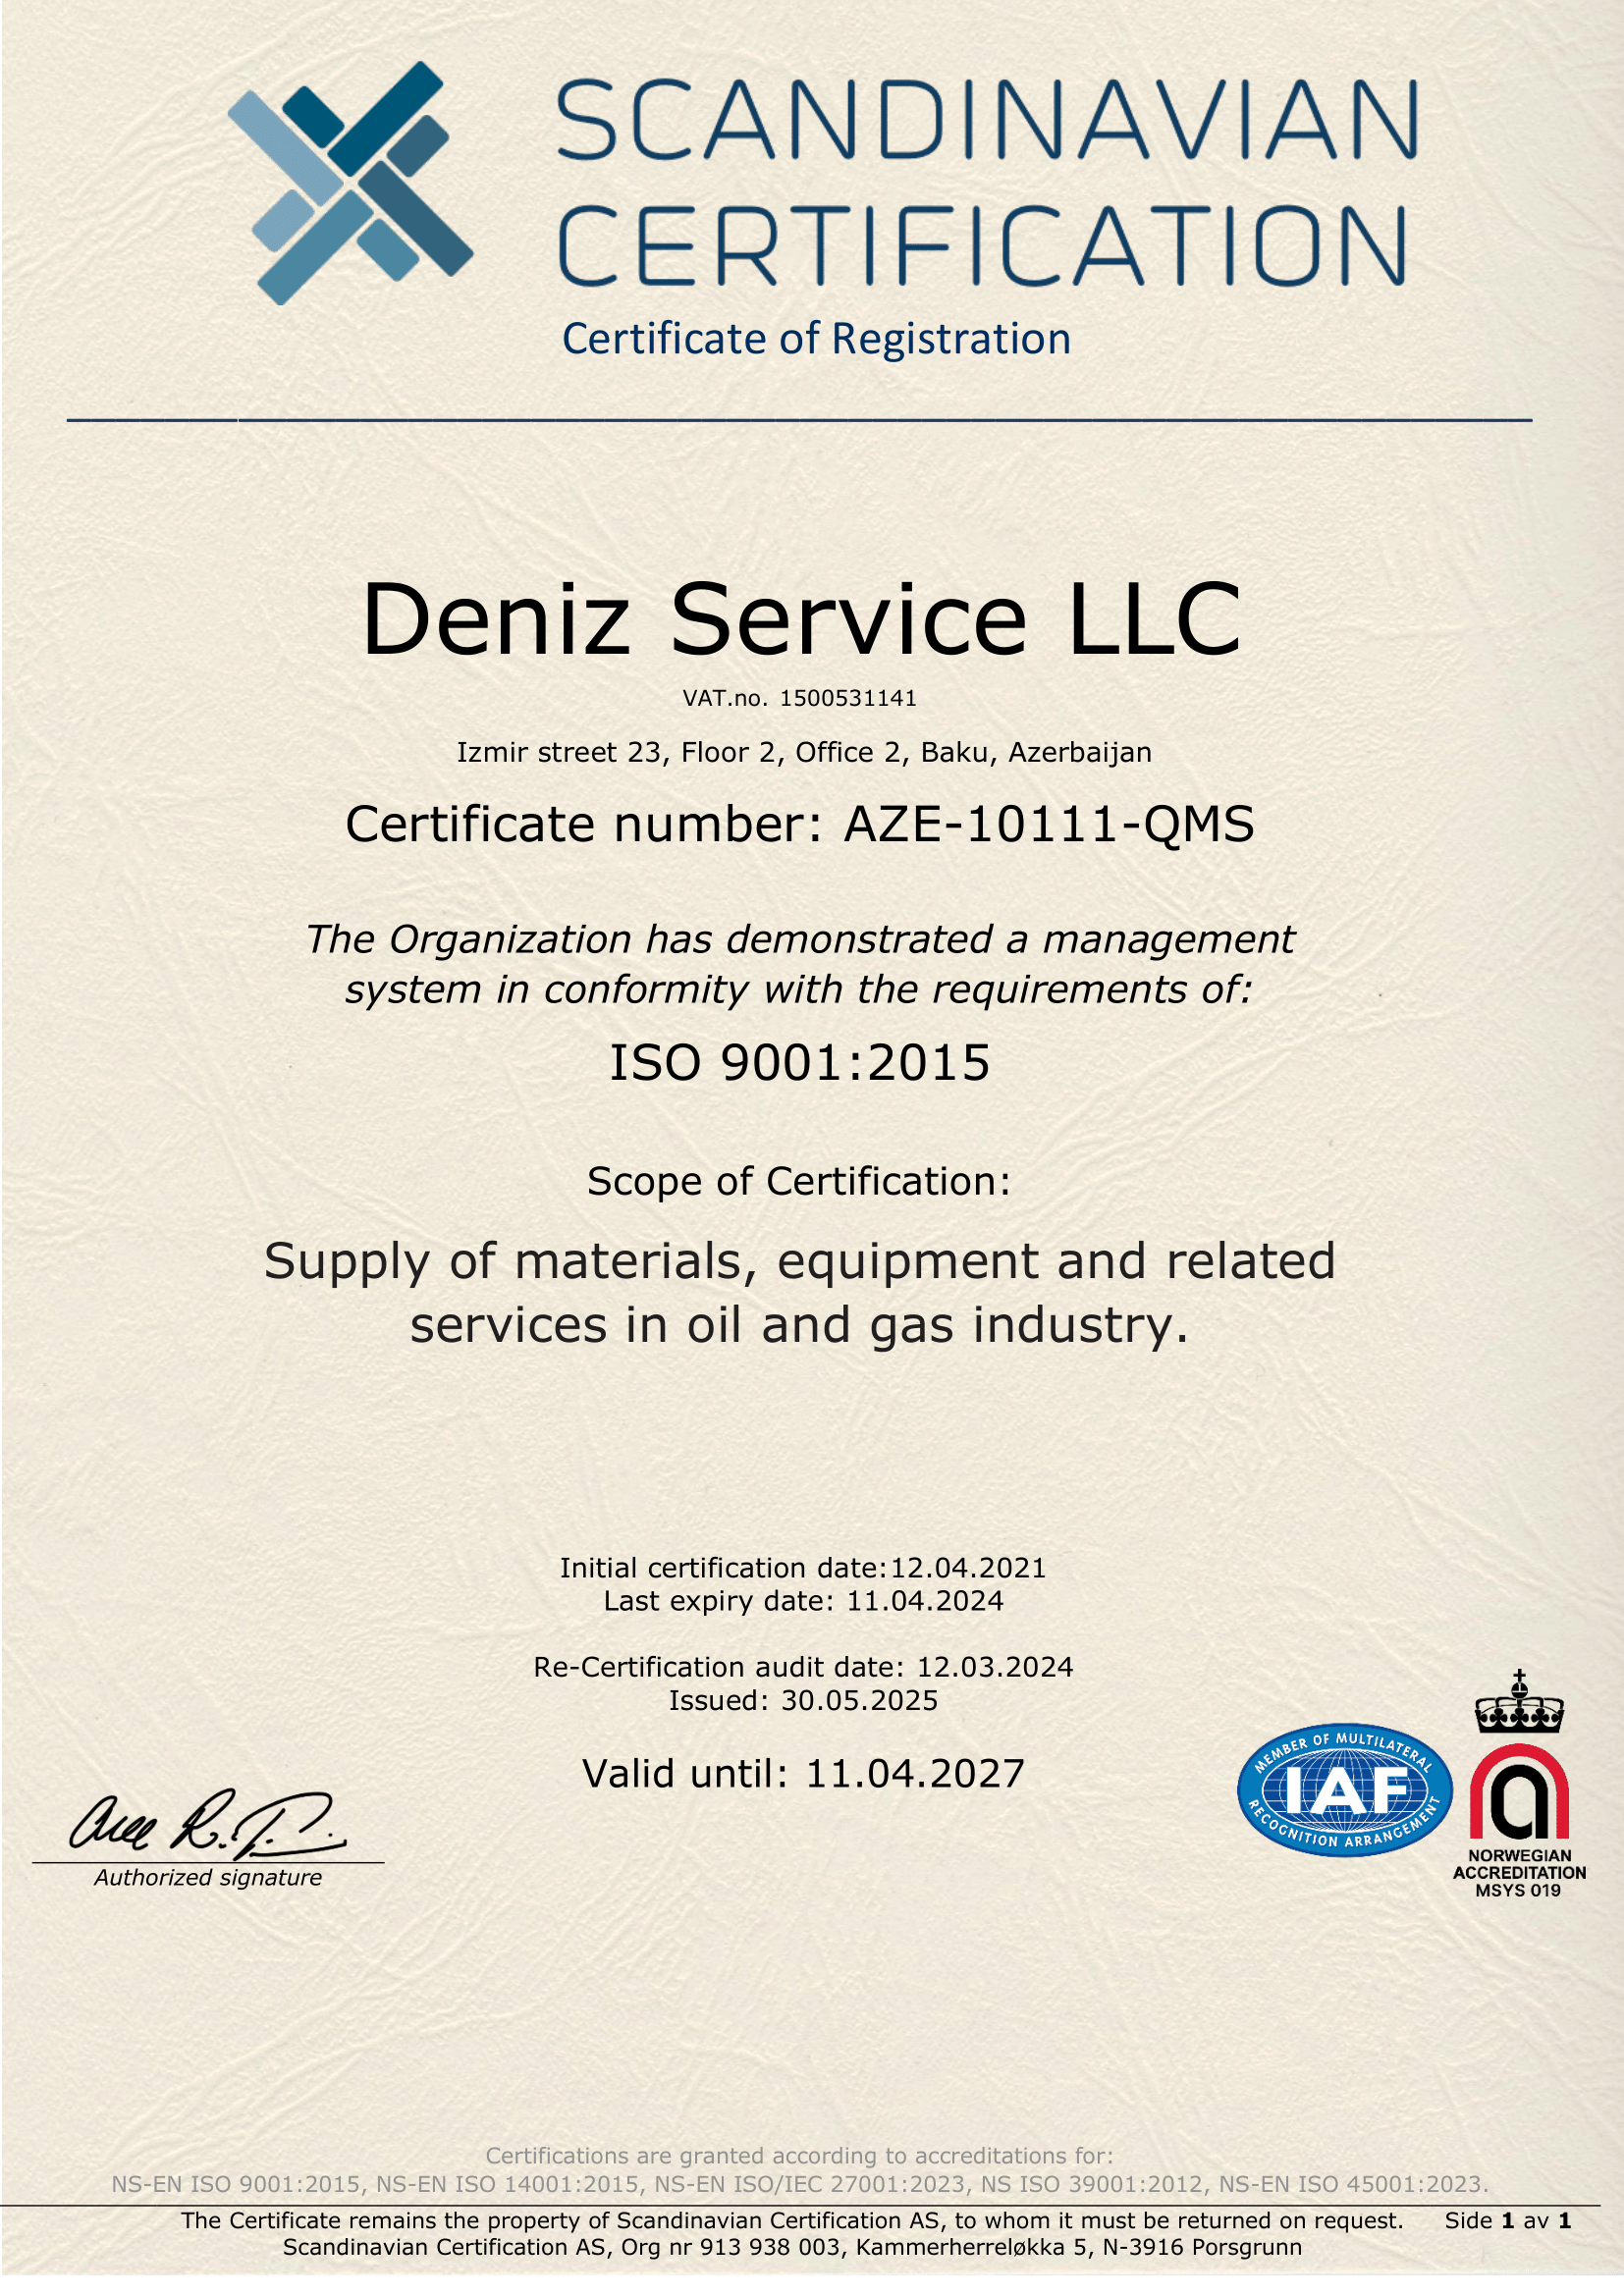 SCANDINAVIAN
CERTIFICATION
Certificate of Registration
Deniz Service LLC
VAT.no. 1500531141
Izmir street 23, Floor 2, Office 2, Baku, Azerbaijan
Certificate number: AZE-10111-QMS
The Organization has demonstrated a management
system in conformity with the requirements of:
ISO 9001:2015
Scope of Certification:
Supply of materials, equipment and related
services in oil and gas industry.
Initial certification date:12.04.2021
Last expiry date: 11.04.2024
Re-Certification audit date: 12.03.2024
Issued: 30.05.2025
Valid until: 11.04.2027
Authorized signature
MEMBER OF MULTILATERAL
IAF
RECOGNITION ARRANGEMENT
NORWEGIAN
ACCREDITATION
MSYS 019
Certifications are granted according to accreditations for:
NS-EN ISO 9001:2015, NS-EN ISO 14001:2015, NS-EN ISO/IEC 27001:2023, NS ISO 39001:2012, NS-EN ISO 45001:2023.
The Certificate remains the property of Scandinavian Certification AS, to whom it must be returned on request. Side 1 av 1
Scandinavian Certification AS, Org nr 913 938 003, Kammerherreløkka 5, N-3916 Porsgrunn